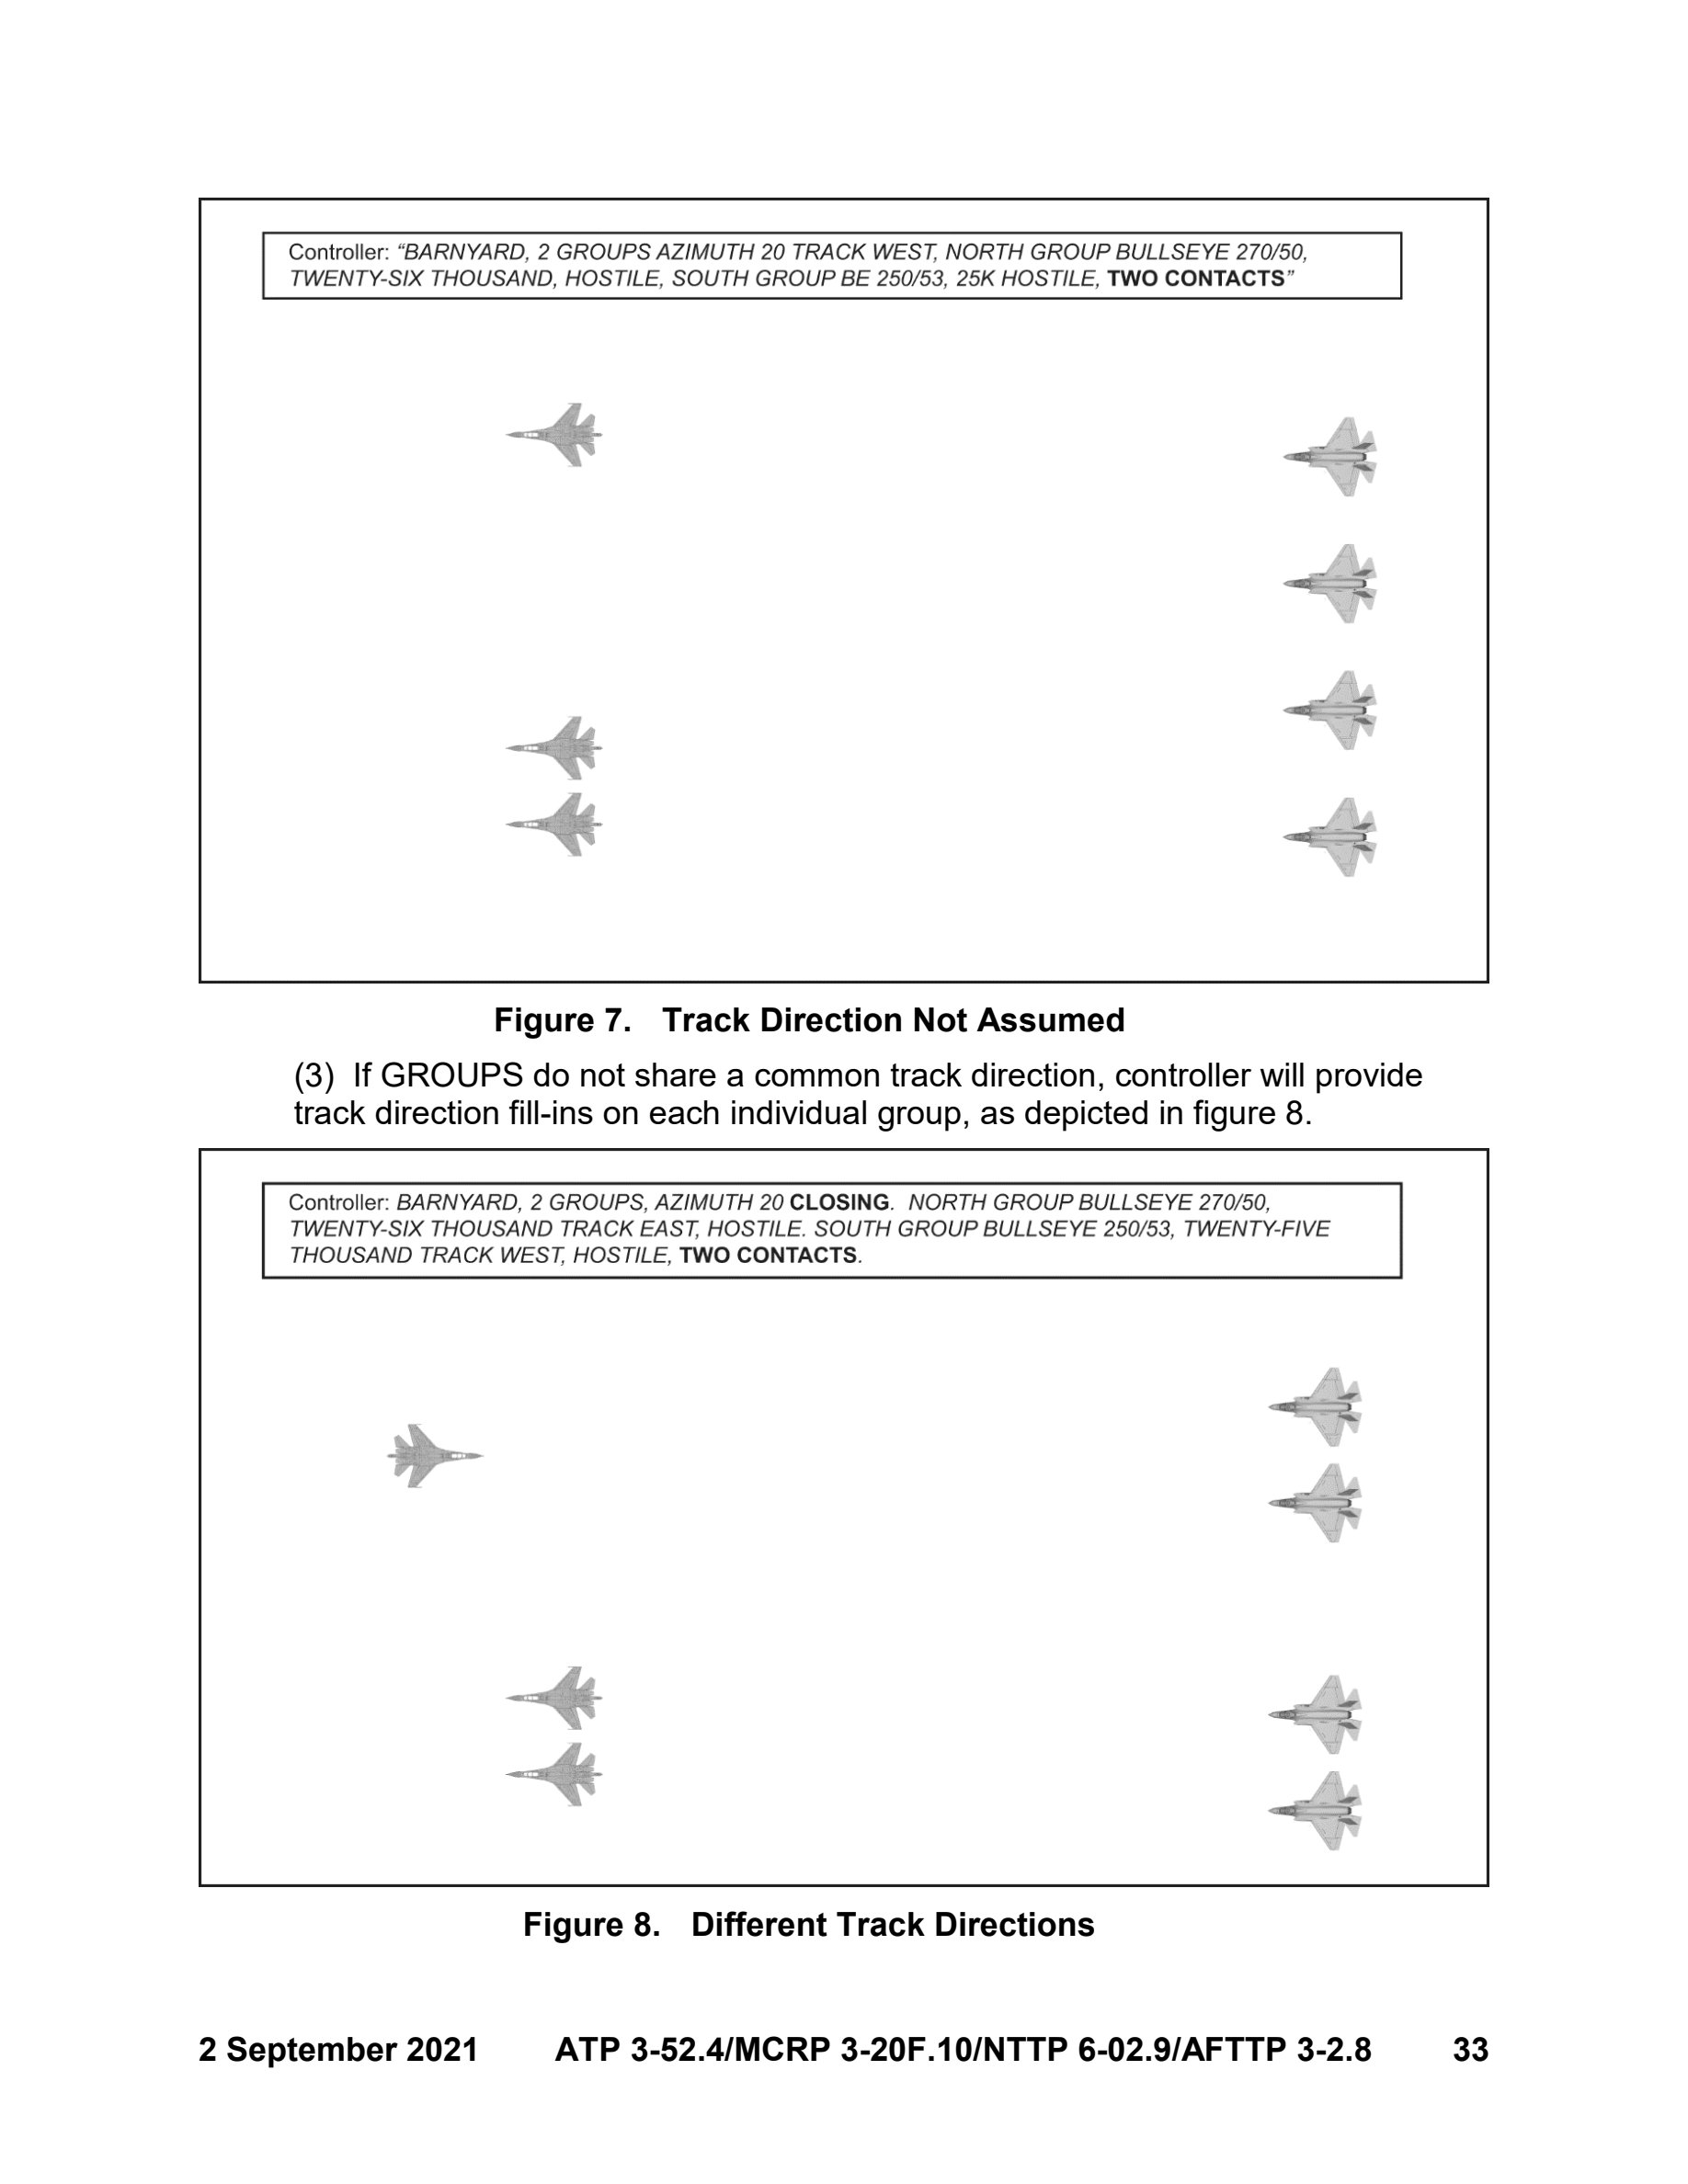 Controller: “BARNYARD, 2 GROUPS AZIMUTH 20 TRACK WEST, NORTH GROUP BULLSEYE 270/50,
TWENTY-SIX THOUSAND, HOSTILE, SOUTH GROUP BE 250/53, 25K HOSTILE, TWO CONTACTS”
Figure 7. Track Direction Not Assumed
(3) If GROUPS do not share a common track direction, controller will provide
track direction fill-ins on each individual group, as depicted in figure 8.
Controller: BARNYARD, 2 GROUPS, AZIMUTH 20 CLOSING. NORTH GROUP BULLSEYE 270/50,
TWENTY-SIX THOUSAND TRACK EAST, HOSTILE. SOUTH GROUP BULLSEYE 250/53, TWENTY-FIVE
THOUSAND TRACK WEST, HOSTILE, TWO CONTACTS.
Figure 8. Different Track Directions
2 September 2021 ATP 3-52.4/MCRP 3-20F.10/NTTP 6-02.9/AFTTP 3-2.8 33